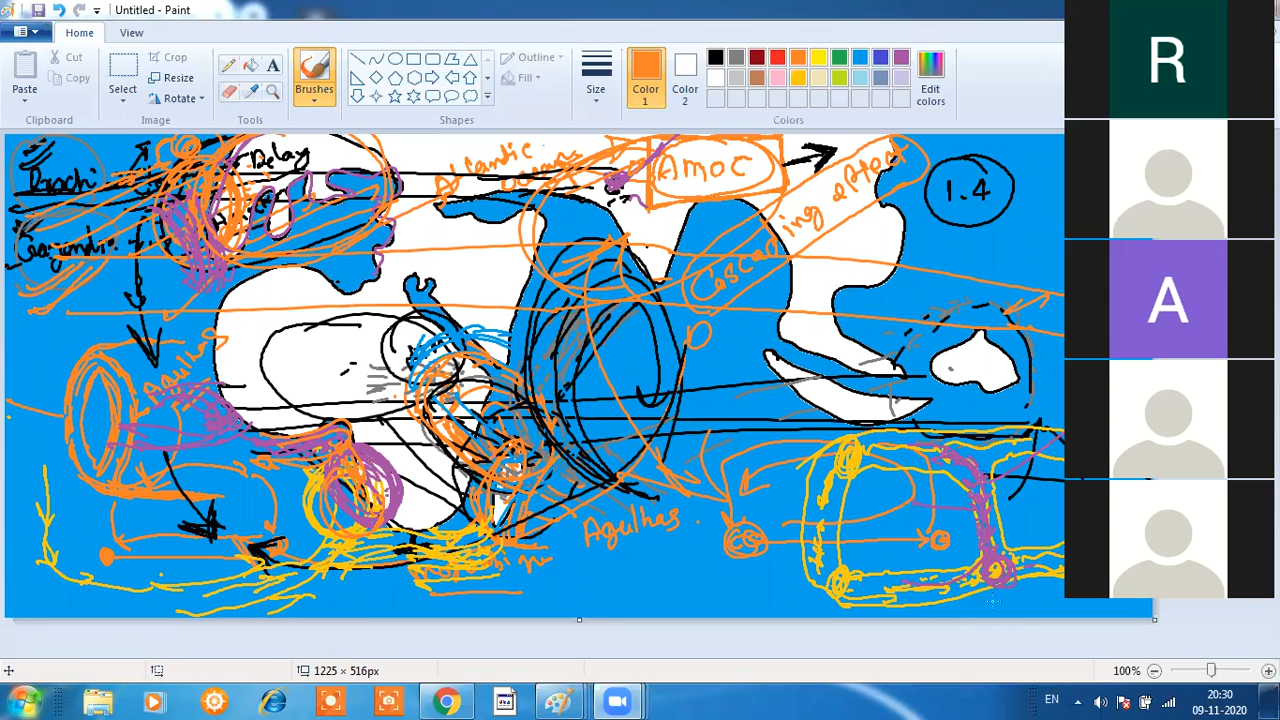 Untitled - Paint
Home
View
Paste
Cut
Copy
Clipboard
Select
Crop
Resize
Rotate
Image
Tools
Brushes
Shapes
Outline
Fill
Size
Color
1
Color
2
Edit
colors
Colors
R
A
Delay
Atlantic
ocean
AMOC
effect
1.4
Agulhas
Agulhas
1225 × 516px
100%
EN
20:30
09-11-2020